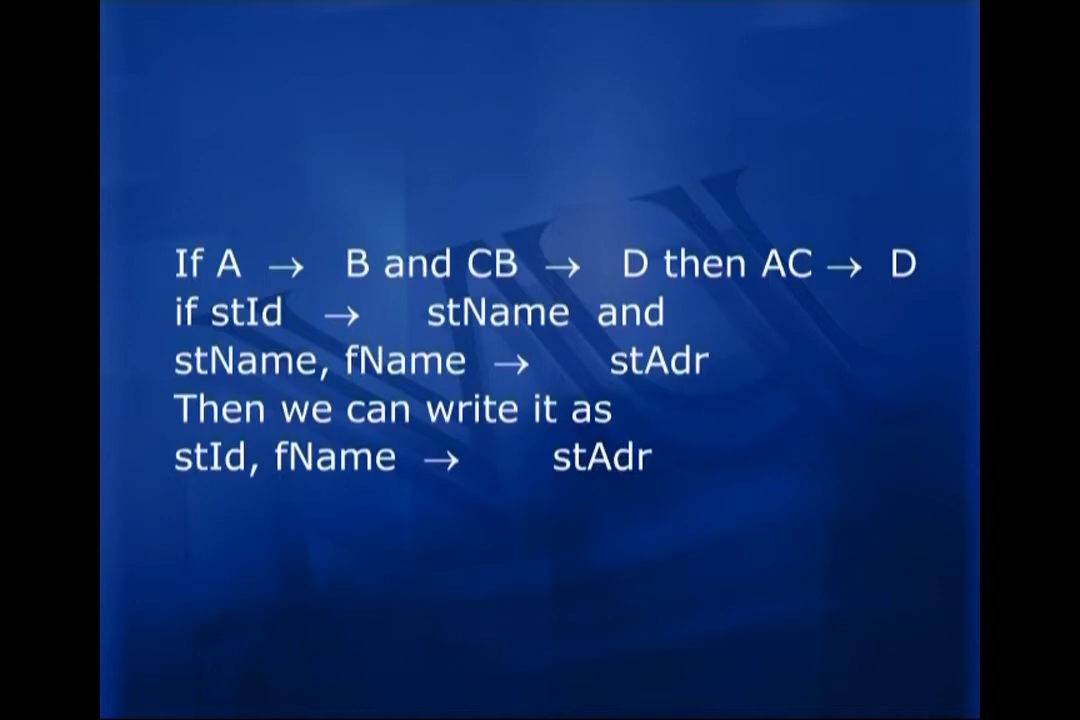 If A → B and CB → D then AC → D
if stId → stName and
stName, fName → stAdr
Then we can write it as
stId, fName → stAdr
VU